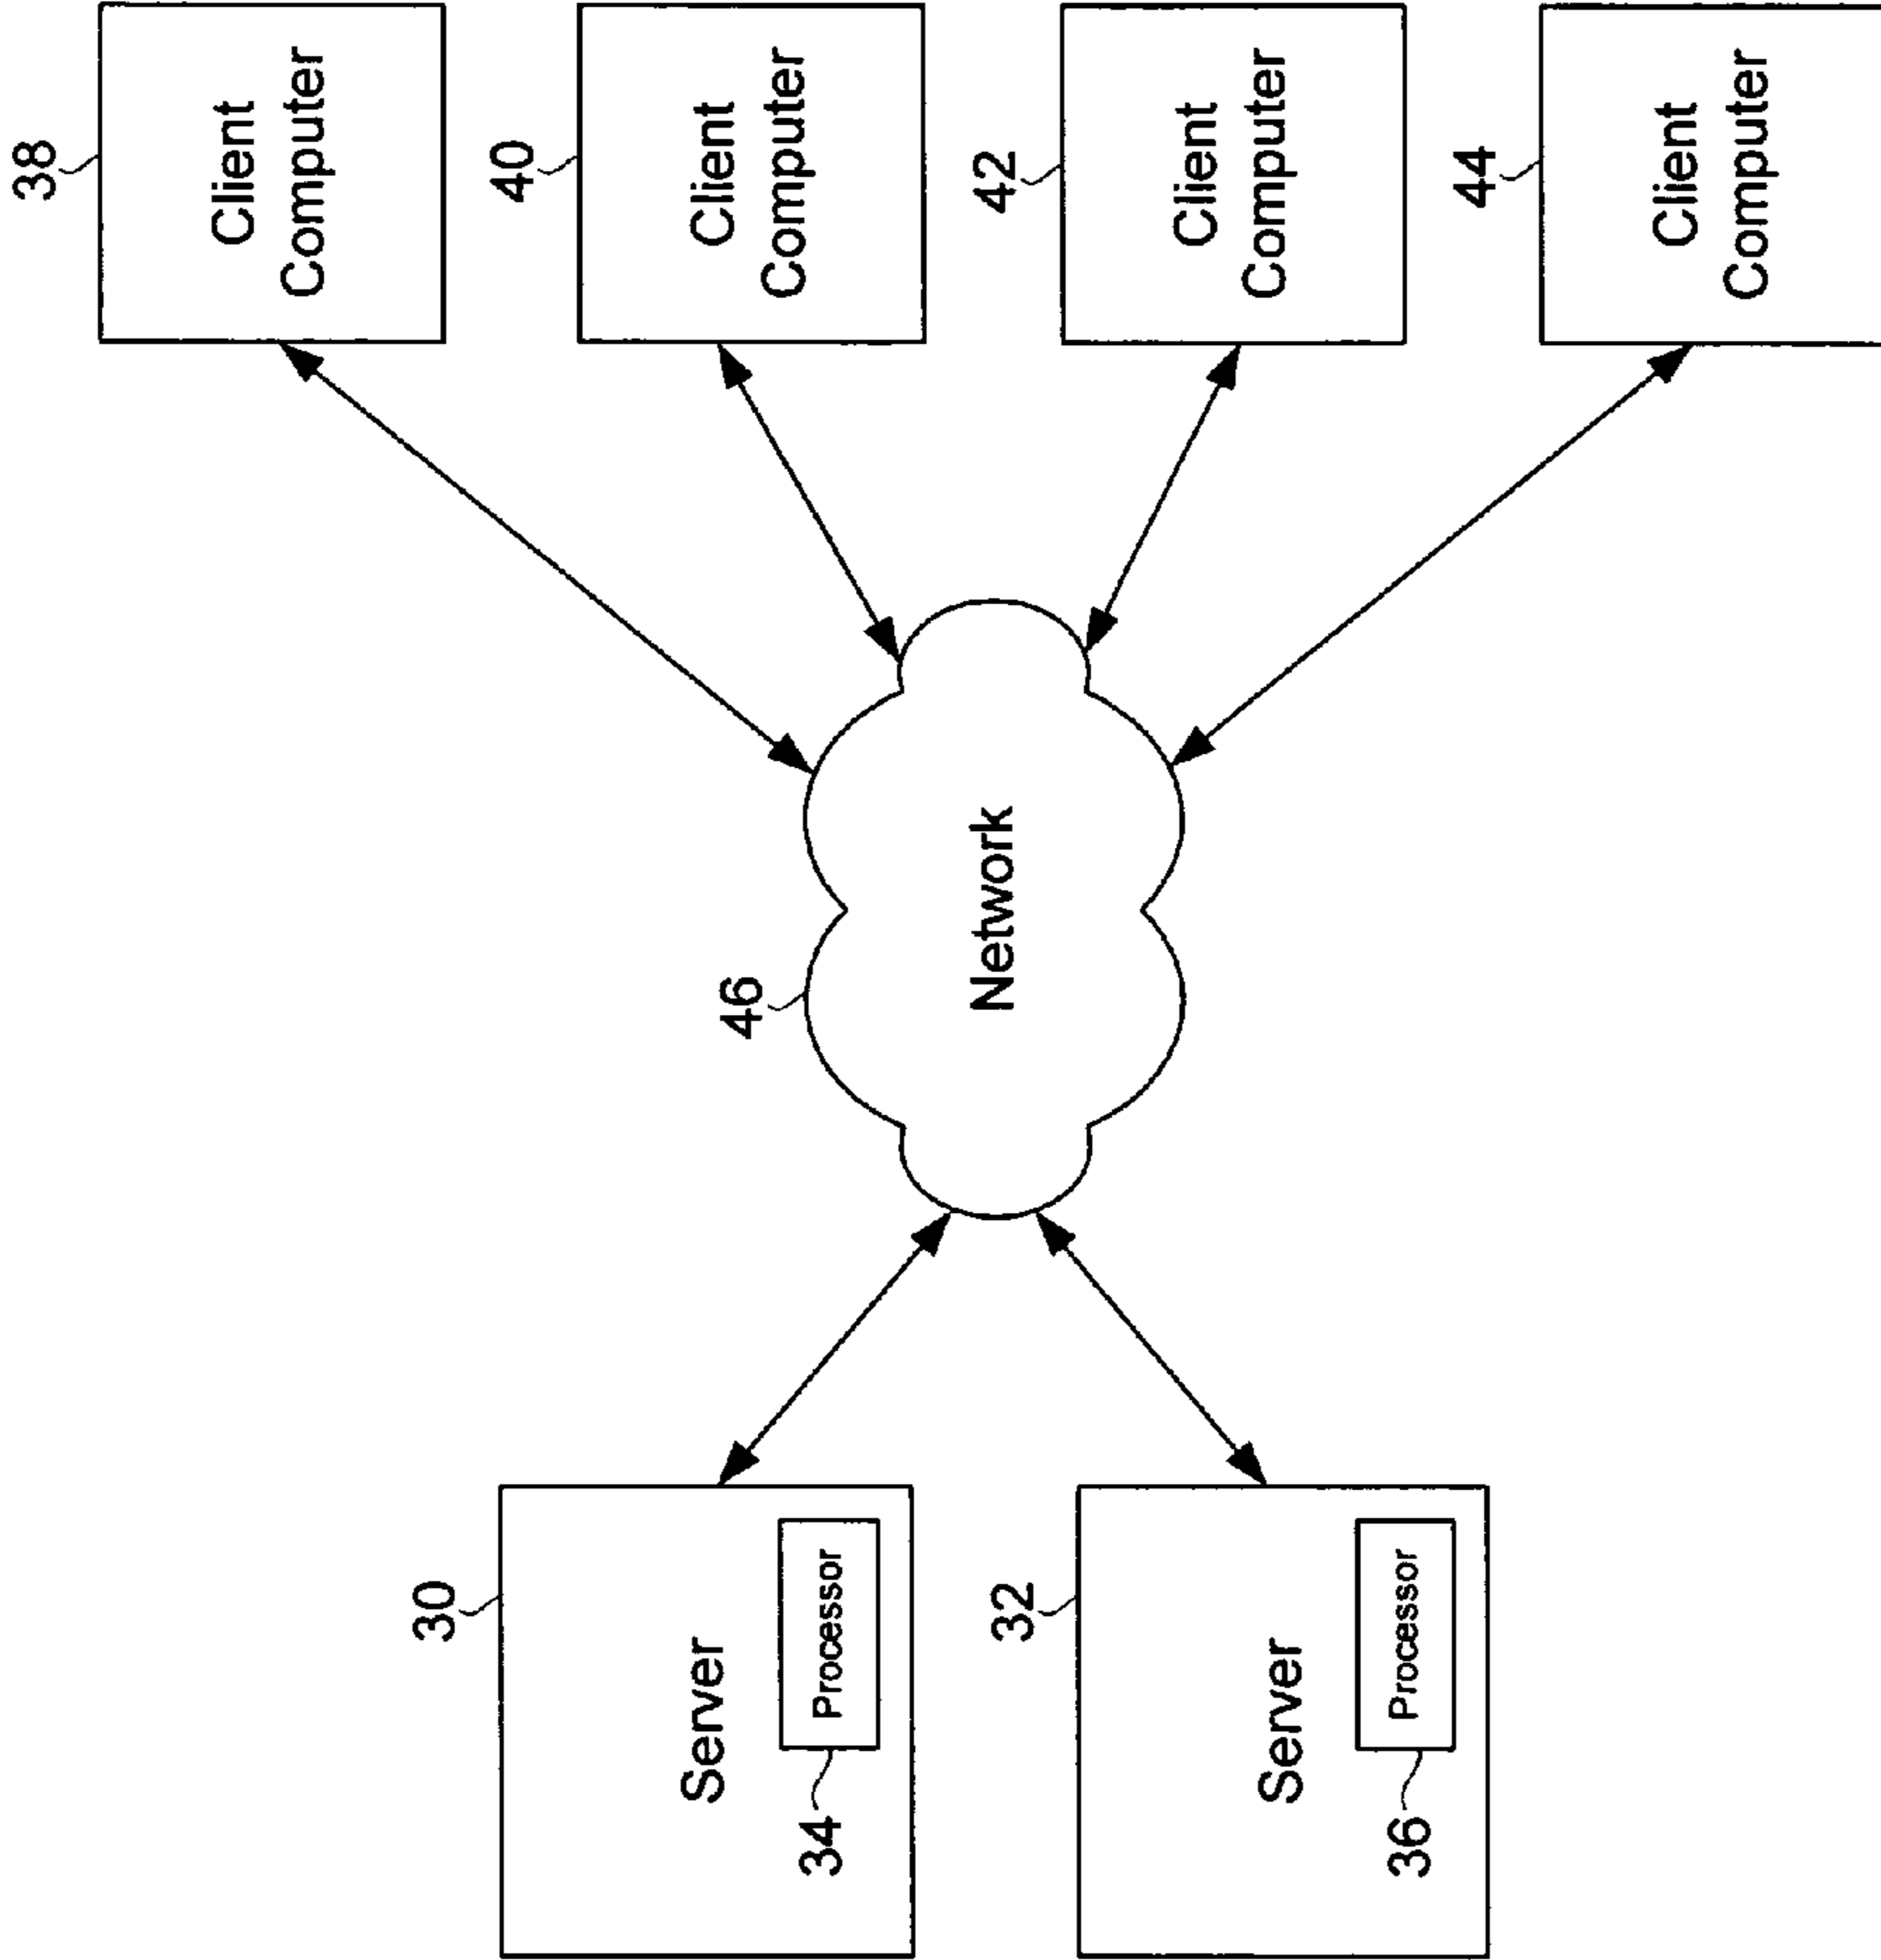 30
Server
34
Processor
32
Server
36
Processor
46
Network
38
Client
Computer
40
Client
Computer
42
Client
Computer
44
Client
Computer